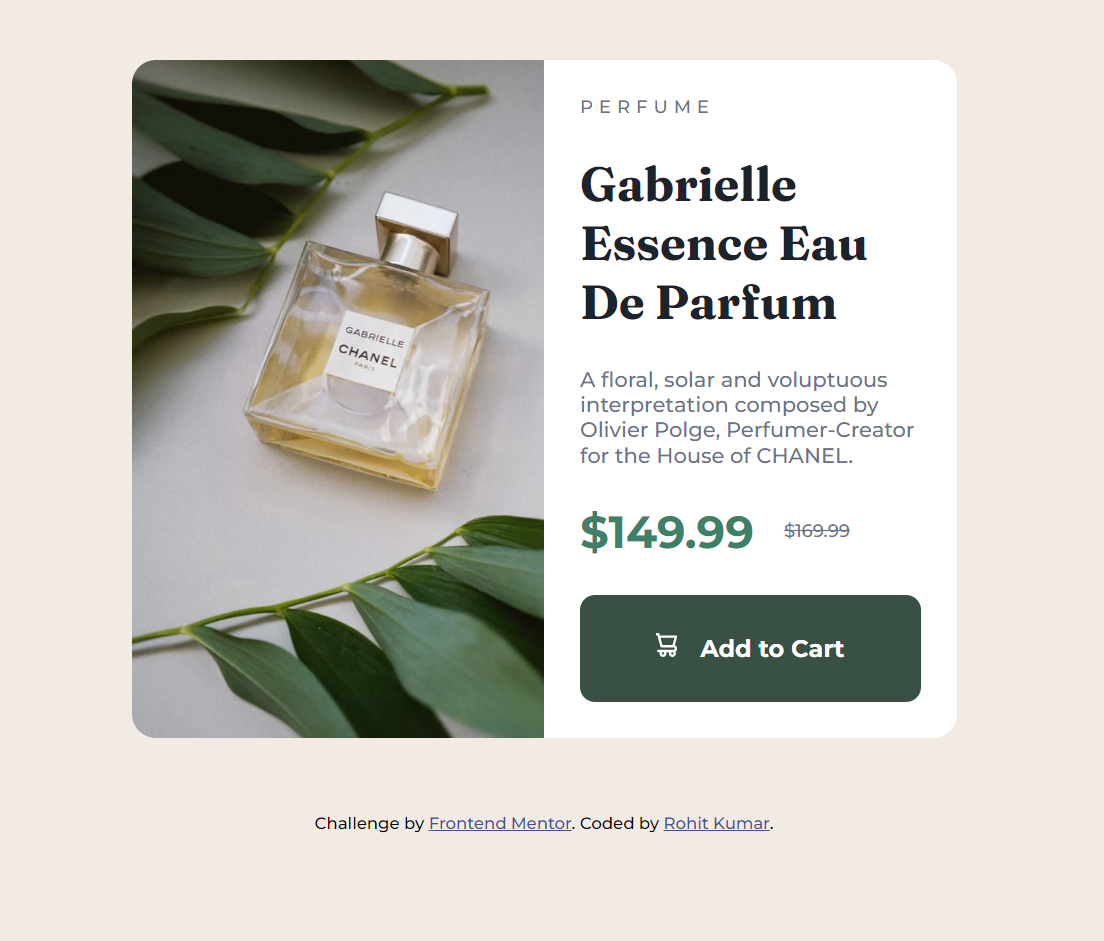 GABRIELLE
CHANEL
PARIS
PERFUME
Gabrielle
Essence Eau
De Parfum
A floral, solar and voluptuous
interpretation composed by
Olivier Polge, Perfumer-Creator
for the House of CHANEL.
$149.99 $169.99
Add to Cart
Challenge by Frontend Mentor. Coded by Rohit Kumar.